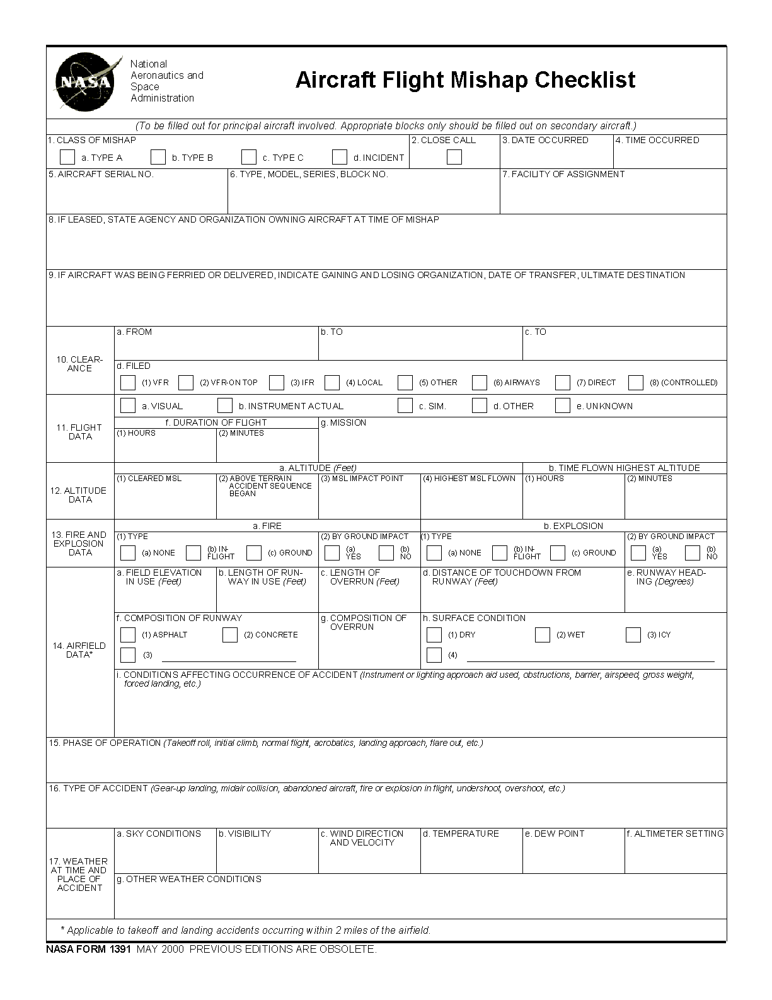 NASA
National
Aeronautics and
Space
Administration
Aircraft Flight Mishap Checklist
(To be filled out for principal aircraft involved. Appropriate blocks only should be filled out on secondary aircraft.)
1. CLASS OF MISHAP
a. TYPE A b. TYPE B c. TYPE C d. INCIDENT
2. CLOSE CALL
3. DATE OCCURRED
4. TIME OCCURRED
5. AIRCRAFT SERIAL NO.
6. TYPE, MODEL, SERIES, BLOCK NO.
7. FACILITY OF ASSIGNMENT
8. IF LEASED, STATE AGENCY AND ORGANIZATION OWNING AIRCRAFT AT TIME OF MISHAP
9. IF AIRCRAFT WAS BEING FERRIED OR DELIVERED, INDICATE GAINING AND LOSING ORGANIZATION, DATE OF TRANSFER, ULTIMATE DESTINATION
10. CLEAR-
ANCE
a. FROM
b. TO
c. TO
d. FILED
(1) VFR (2) VFR-ON TOP (3) IFR (4) LOCAL (5) OTHER (6) AIRWAYS (7) DIRECT (8) (CONTROLLED)
11. FLIGHT
DATA
a. VISUAL b. INSTRUMENT ACTUAL c. SIM. d. OTHER e. UNKNOWN
f. DURATION OF FLIGHT
(1) HOURS
(2) MINUTES
g. MISSION
12. ALTITUDE
DATA
a. ALTITUDE (Feet)
(1) CLEARED MSL
(2) ABOVE TERRAIN
ACCIDENT SEQUENCE
BEGAN
(3) MSL IMPACT POINT
(4) HIGHEST MSL FLOWN
b. TIME FLOWN HIGHEST ALTITUDE
(1) HOURS
(2) MINUTES
13. FIRE AND
EXPLOSION
DATA
a. FIRE
(1) TYPE
(a) NONE
(b) IN-
FLIGHT
(c) GROUND
(2) BY GROUND IMPACT
(a)
YES
(b)
NO
b. EXPLOSION
(1) TYPE
(a) NONE
(b) IN-
FLIGHT
(c) GROUND
(2) BY GROUND IMPACT
(a)
YES
(b)
NO
14. AIRFIELD
DATA*
a. FIELD ELEVATION
IN USE (Feet)
b. LENGTH OF RUN-
WAY IN USE (Feet)
c. LENGTH OF
OVERRUN (Feet)
d. DISTANCE OF TOUCHDOWN FROM
RUNWAY (Feet)
e. RUNWAY HEAD-
ING (Degrees)
f. COMPOSITION OF RUNWAY
(1) ASPHALT (2) CONCRETE
(3)
g. COMPOSITION OF
OVERRUN
h. SURFACE CONDITION
(1) DRY (2) WET (3) ICY
(4)
i. CONDITIONS AFFECTING OCCURRENCE OF ACCIDENT (Instrument or lighting approach aid used, obstructions, barrier, airspeed, gross weight,
forced landing, etc.)
15. PHASE OF OPERATION (Takeoff roll, initial climb, normal flight, acrobatics, landing approach, flare out, etc.)
16. TYPE OF ACCIDENT (Gear-up landing, midair collision, abandoned aircraft, fire or explosion in flight, undershoot, overshoot, etc.)
17. WEATHER
AT TIME AND
PLACE OF
ACCIDENT
a. SKY CONDITIONS
b. VISIBILITY
c. WIND DIRECTION
AND VELOCITY
d. TEMPERATURE
e. DEW POINT
f. ALTIMETER SETTING
g. OTHER WEATHER CONDITIONS
* Applicable to takeoff and landing accidents occurring within 2 miles of the airfield.
NASA FORM 1391 MAY 2000 PREVIOUS EDITIONS ARE OBSOLETE.